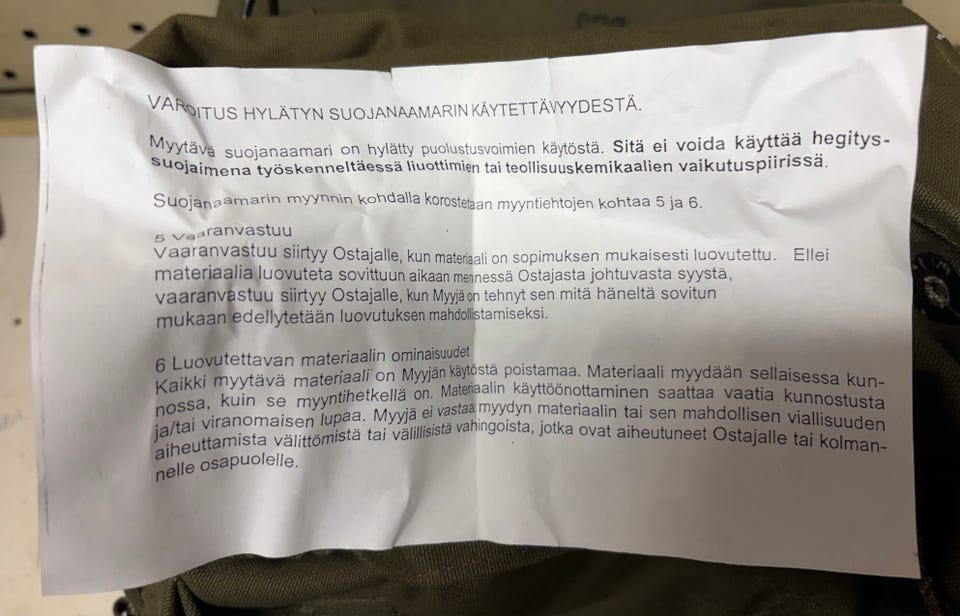 VAROITUS HYLÄTYN SUOJANAAMARIN KÄYTETTÄVYYDESTÄ.
Myytävä suojanaamari on hylätty puolustusvoimien käytöstä. Sitä ei voida käyttää hegitys-
suojaimena työskenneltäessä liuottimien tai teollisuuskemikaalien vaikutuspiirissä.
Suojanaamarin myynnin kohdalla korostetaan myyntiehtojen kohtaa 5 ja 6.
5 Vaaranvastuu
Vaaranvastuu siirtyy Ostajalle, kun materiaali on sopimuksen mukaisesti luovutettu. Ellei
materiaalia luovuteta sovittuun aikaan mennessä Ostajasta johtuvasta syystä,
vaaranvastuu siirtyy Ostajalle, kun Myyjä on tehnyt sen mitä häneltä sovitun
mukaan edellytetään luovutuksen mahdollistamiseksi.
6 Luovutettavan materiaalin ominaisuudet
Kaikki myytävä materiaali on Myyjän käytöstä poistamaa. Materiaali myydään sellaisessa kun-
nossa, kuin se myyntihetkellä on. Materiaalin käyttöönottaminen saattaa vaatia kunnostusta
ja/tai viranomaisen lupaa. Myyjä ei vastaa myydyn materiaalin tai sen mahdollisen viallisuuden
aiheuttamista välittömistä tai välillisistä vahingoista, jotka ovat aiheutuneet Ostajalle tai kolman-
nelle osapuolelle.